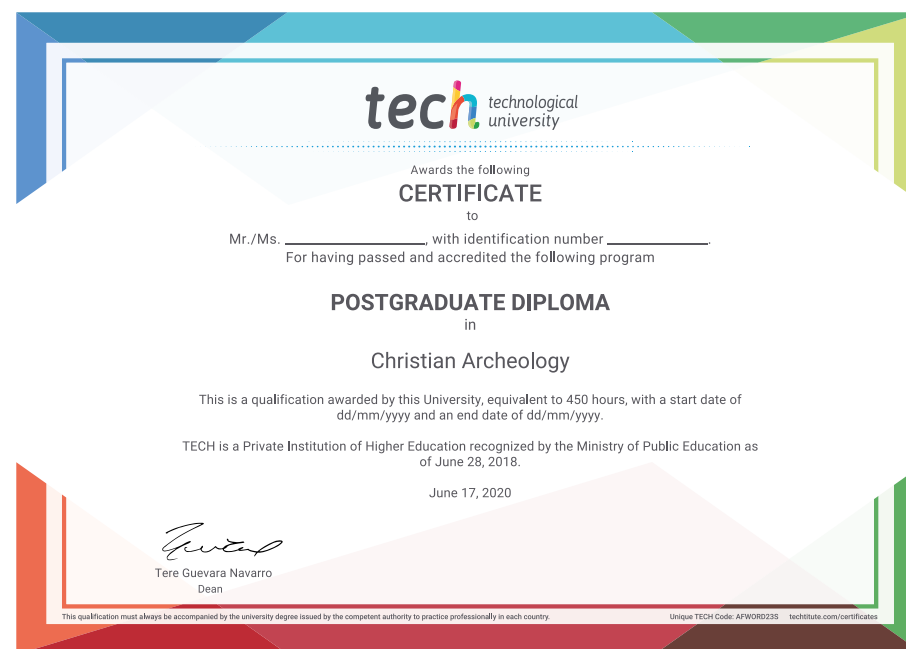 tech technological
university
Awards the following
CERTIFICATE
to
Mr./Ms. ____________________, with identification number ______________.
For having passed and accredited the following program
POSTGRADUATE DIPLOMA
in
Christian Archeology
This is a qualification awarded by this University, equivalent to 450 hours, with a start date of
dd/mm/yyyy and an end date of dd/mm/yyyy.
TECH is a Private Institution of Higher Education recognized by the Ministry of Public Education as
of June 28, 2018.
June 17, 2020
Tere Guevara Navarro
Dean
This qualification must always be accompanied by the university degree issued by the competent authority to practice professionally in each country.
Unique TECH Code: AFWORD23S techtitute.com/certificates